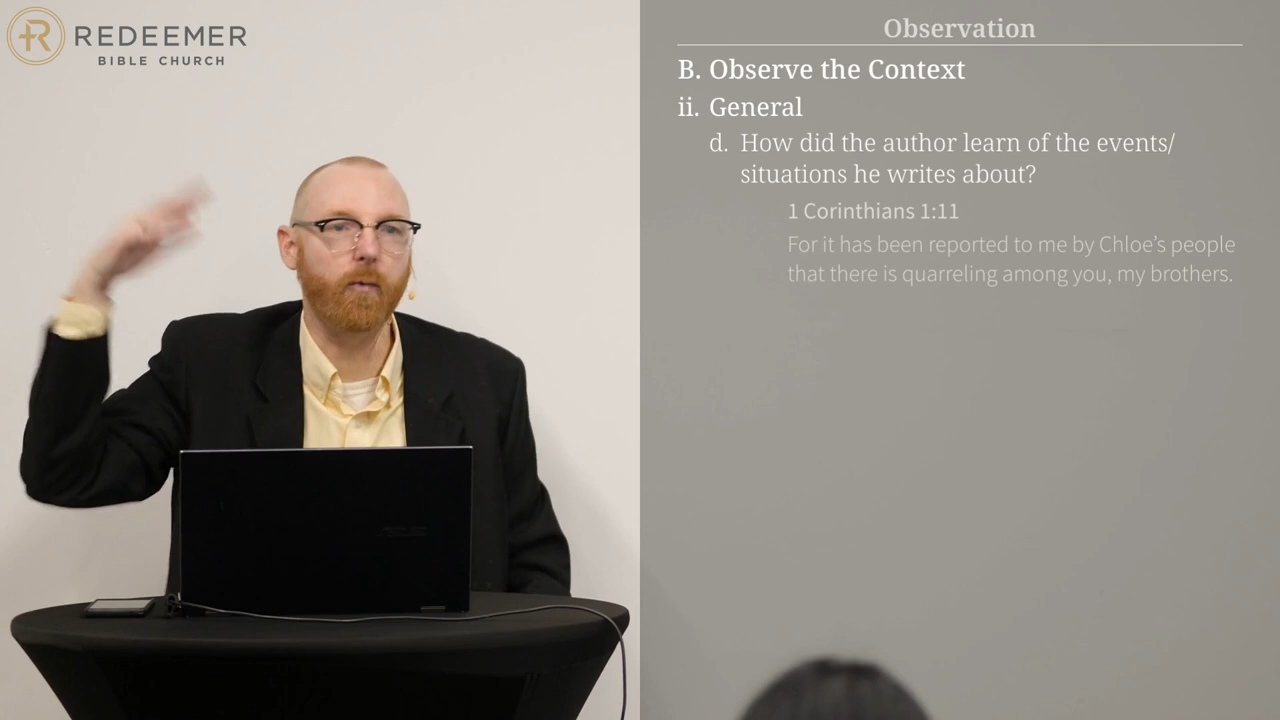 REDEEMER
BIBLE CHURCH
Observation
B. Observe the Context
ii. General
d. How did the author learn of the events/
situations he writes about?
1 Corinthians 1:11
For it has been reported to me by Chloe’s people
that there is quarreling among you, my brothers.